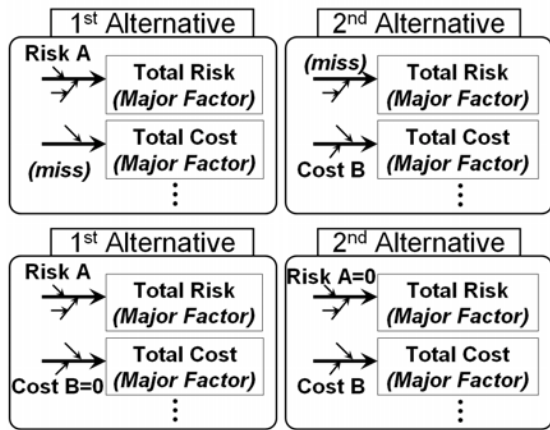 1st Alternative
Risk A
Total Risk
(Major Factor)
Total Cost
(miss)
(Major Factor)
2nd Alternative
(miss)
Total Risk
(Major Factor)
Total Cost
Cost B
(Major Factor)
1st Alternative
Risk A
Total Risk
(Major Factor)
Total Cost
Cost B=0
(Major Factor)
2nd Alternative
Risk A=0
Total Risk
(Major Factor)
Total Cost
Cost B
(Major Factor)